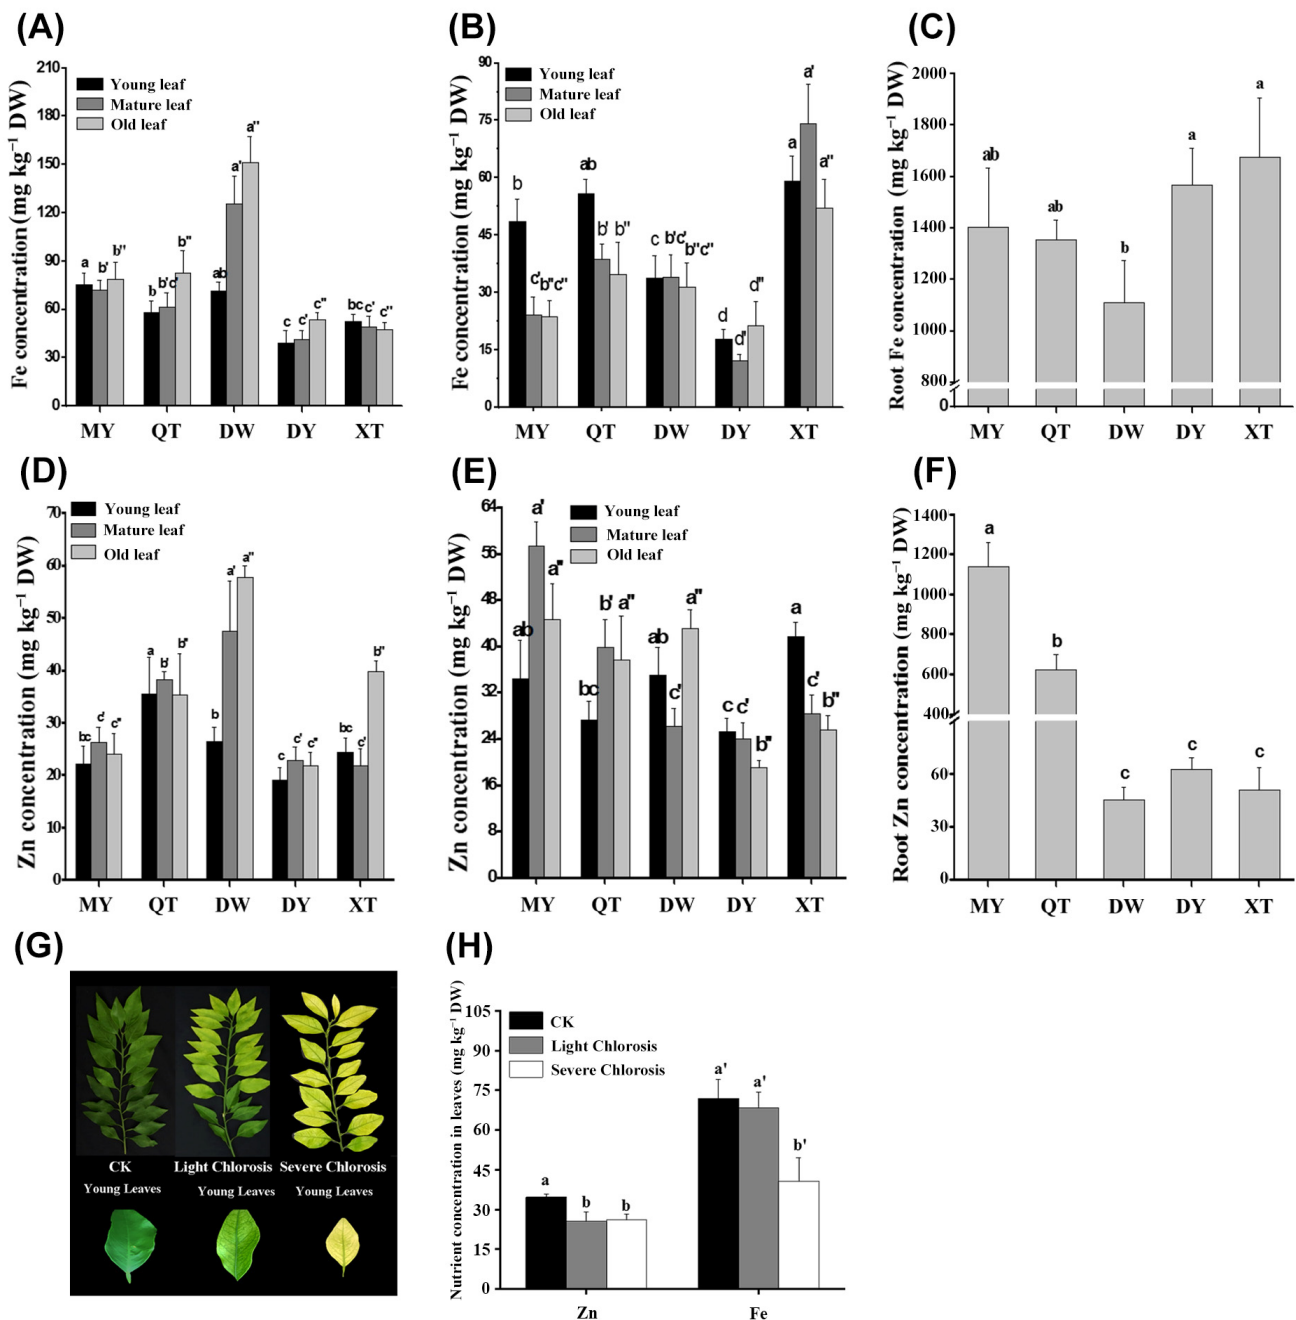 (A)
Fe concentration (mg kg⁻¹ DW)
210
180
150
120
90
60
30
0
Young leaf
Mature leaf
Old leaf
a b' b''
b b'c' b''
ab a' a''
c c' c''
bc c' c''
MY QT DW DY XT
(B)
Fe concentration (mg kg⁻¹ DW)
90
75
60
45
30
15
0
Young leaf
Mature leaf
Old leaf
b c' b''c''
ab b' b''
c b'c' b''c''
d d' d''
a a' a''
MY QT DW DY XT
(C)
Root Fe concentration (mg kg⁻¹ DW)
2000
1800
1600
1400
1200
1000
800
0
ab ab b a a
MY QT DW DY XT
(D)
Zn concentration (mg kg⁻¹ DW)
70
60
50
40
30
20
10
0
Young leaf
Mature leaf
Old leaf
bc c' c''
a b' b''
b a' a''
c c' c''
bc c' b''
MY QT DW DY XT
(E)
Zn concentration (mg kg⁻¹ DW)
64
56
48
40
32
24
16
8
0
Young leaf
Mature leaf
Old leaf
ab a' a''
bc b' a''
ab c' a''
c c' b''
a c' b''
MY QT DW DY XT
(F)
Root Zn concentration (mg kg⁻¹ DW)
1400
1200
1000
800
600
400
60
30
0
a b c c c
MY QT DW DY XT
(G)
CK Light Chlorosis Severe Chlorosis
Young Leaves Young Leaves Young Leaves
(H)
Nutrient concentration in leaves (mg kg⁻¹ DW)
105
90
75
60
45
30
15
0
CK
Light Chlorosis
Severe Chlorosis
a b b
a' a' b'
Zn Fe